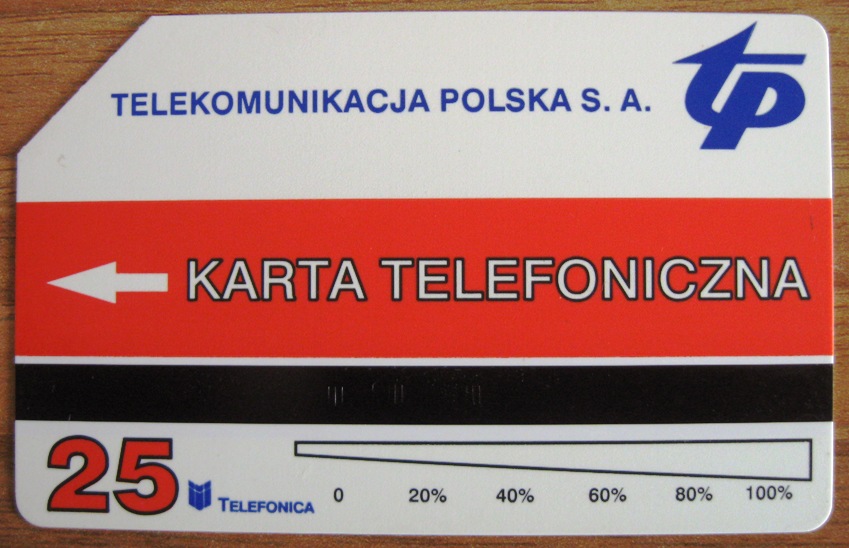 TELEKOMUNIKACJA POLSKA S. A.
tp
KARTA TELEFONICZNA
25
TELEFONICA
0 20% 40% 60% 80% 100%